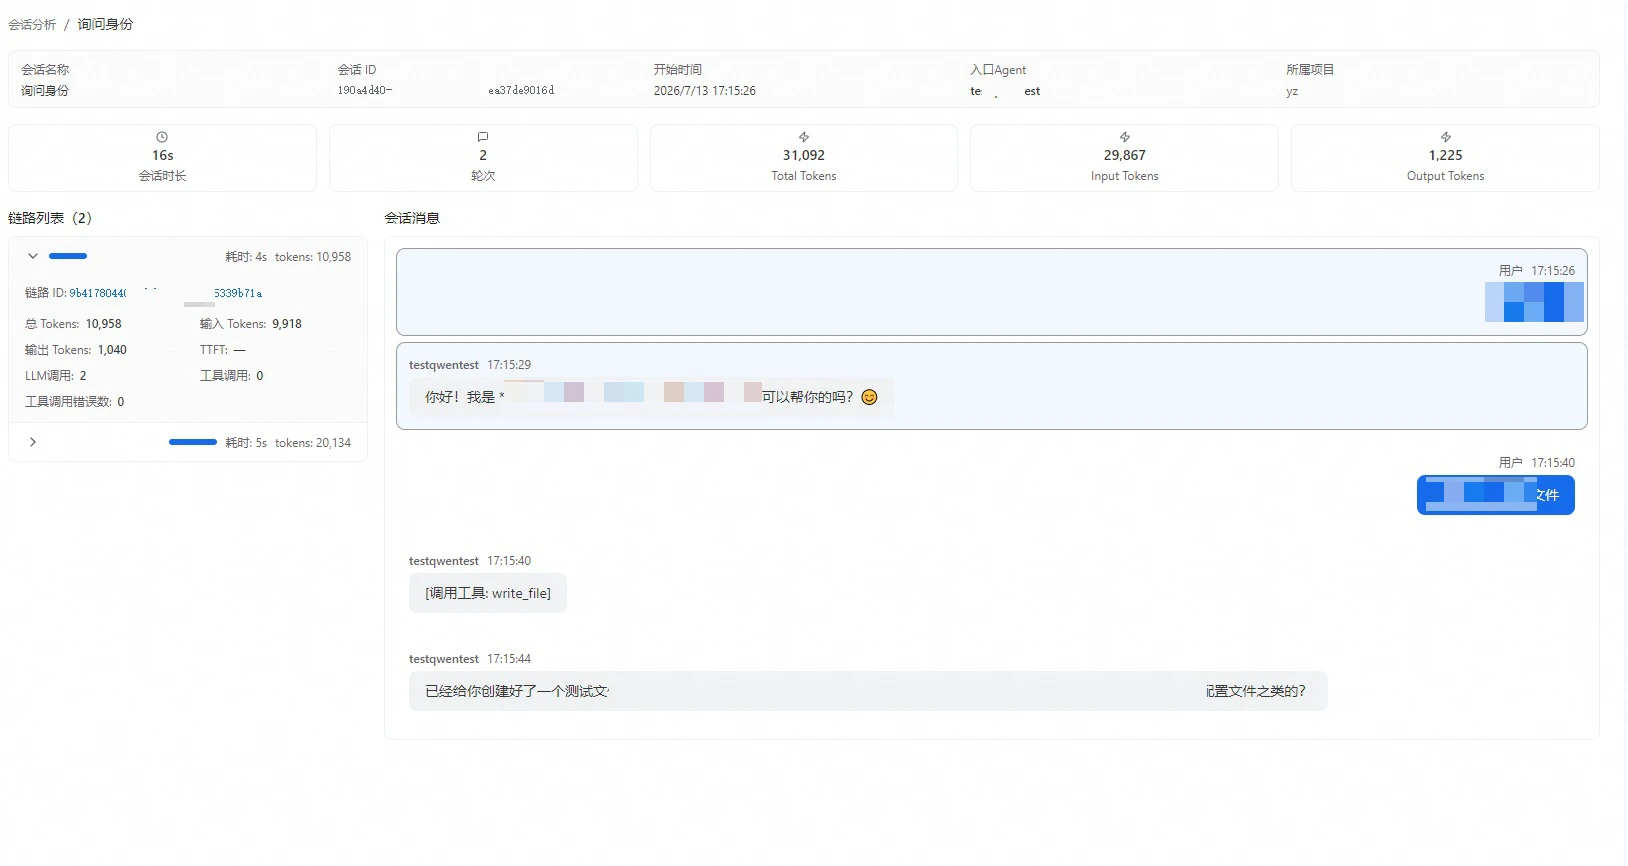 会话分析 / 询问身份
会话名称
询问身份
会话 ID
190a4d40- ea37de9016d
开始时间
2026/7/13 17:15:26
入口Agent
te est
所属项目
yz
16s
会话时长
2
轮次
31,092
Total Tokens
29,867
Input Tokens
1,225
Output Tokens
链路列表（2）
耗时: 4s tokens: 10,958
链路 ID: 9b4178044 5339b71a
总 Tokens: 10,958
输入 Tokens: 9,918
输出 Tokens: 1,040
TTFT: —
LLM调用: 2
工具调用: 0
工具调用错误数: 0
耗时: 5s tokens: 20,134
会话消息
用户 17:15:26
testqwentest 17:15:29
你好！我是 * 可以帮你的吗？😊
用户 17:15:40
文件
testqwentest 17:15:40
[调用工具: write_file]
testqwentest 17:15:44
已经给你创建好了一个测试文 配置文件之类的？